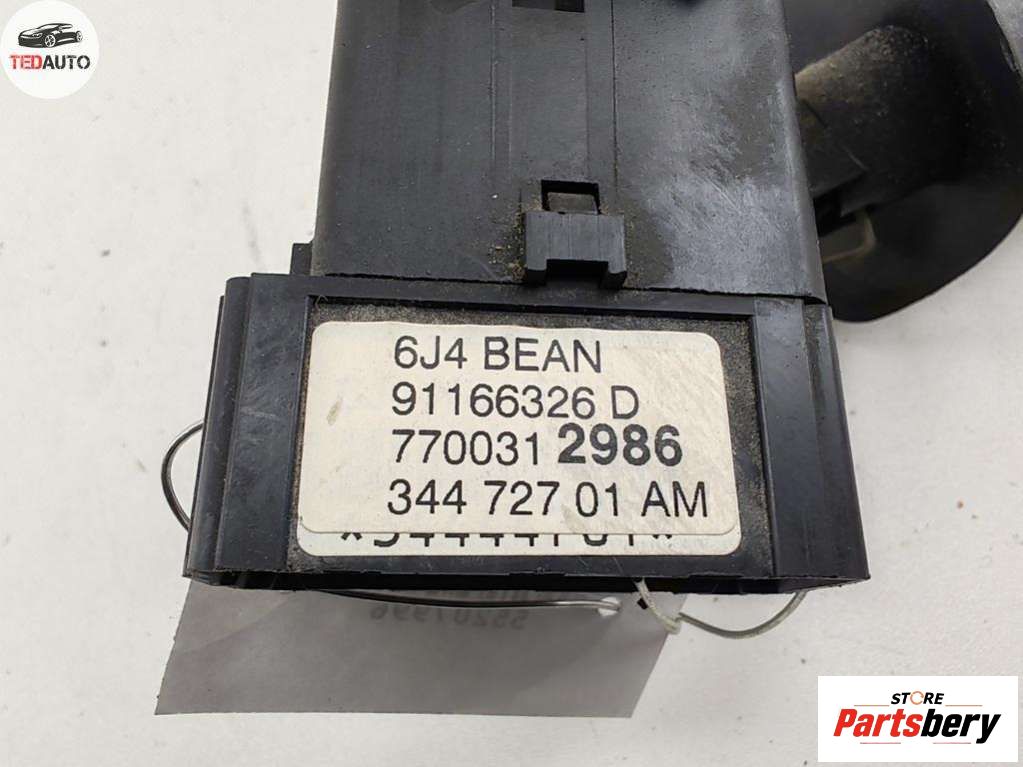 TEDAUTO
6J4 BEAN
91166326 D
770031 2986
344 727 01 AM
STORE
Partsbery